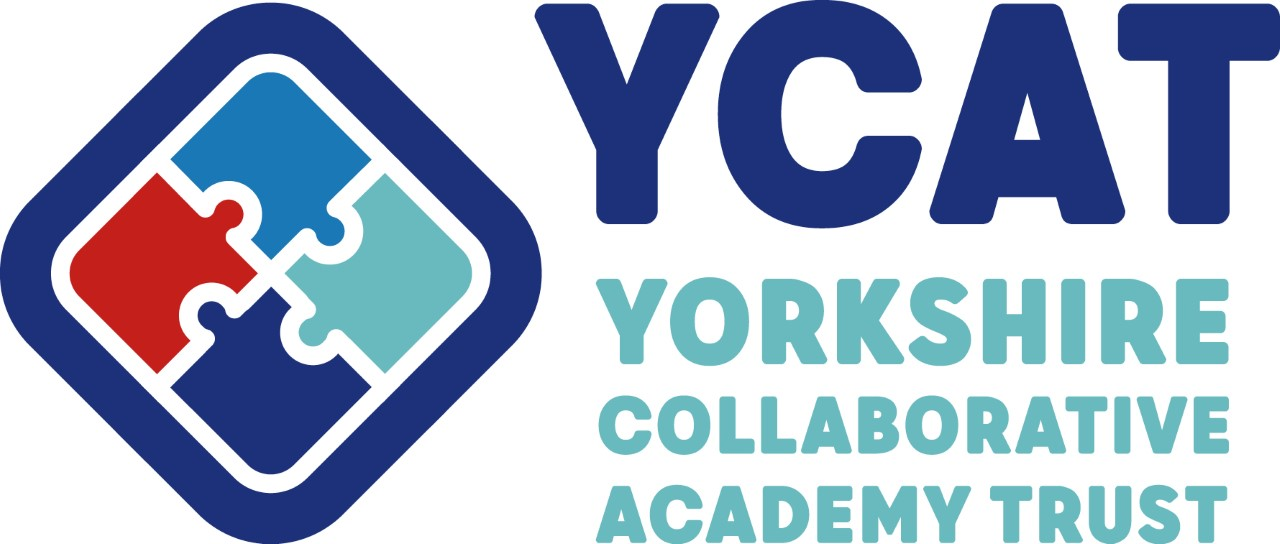 YCAT
YORKSHIRE
COLLABORATIVE
ACADEMY TRUST